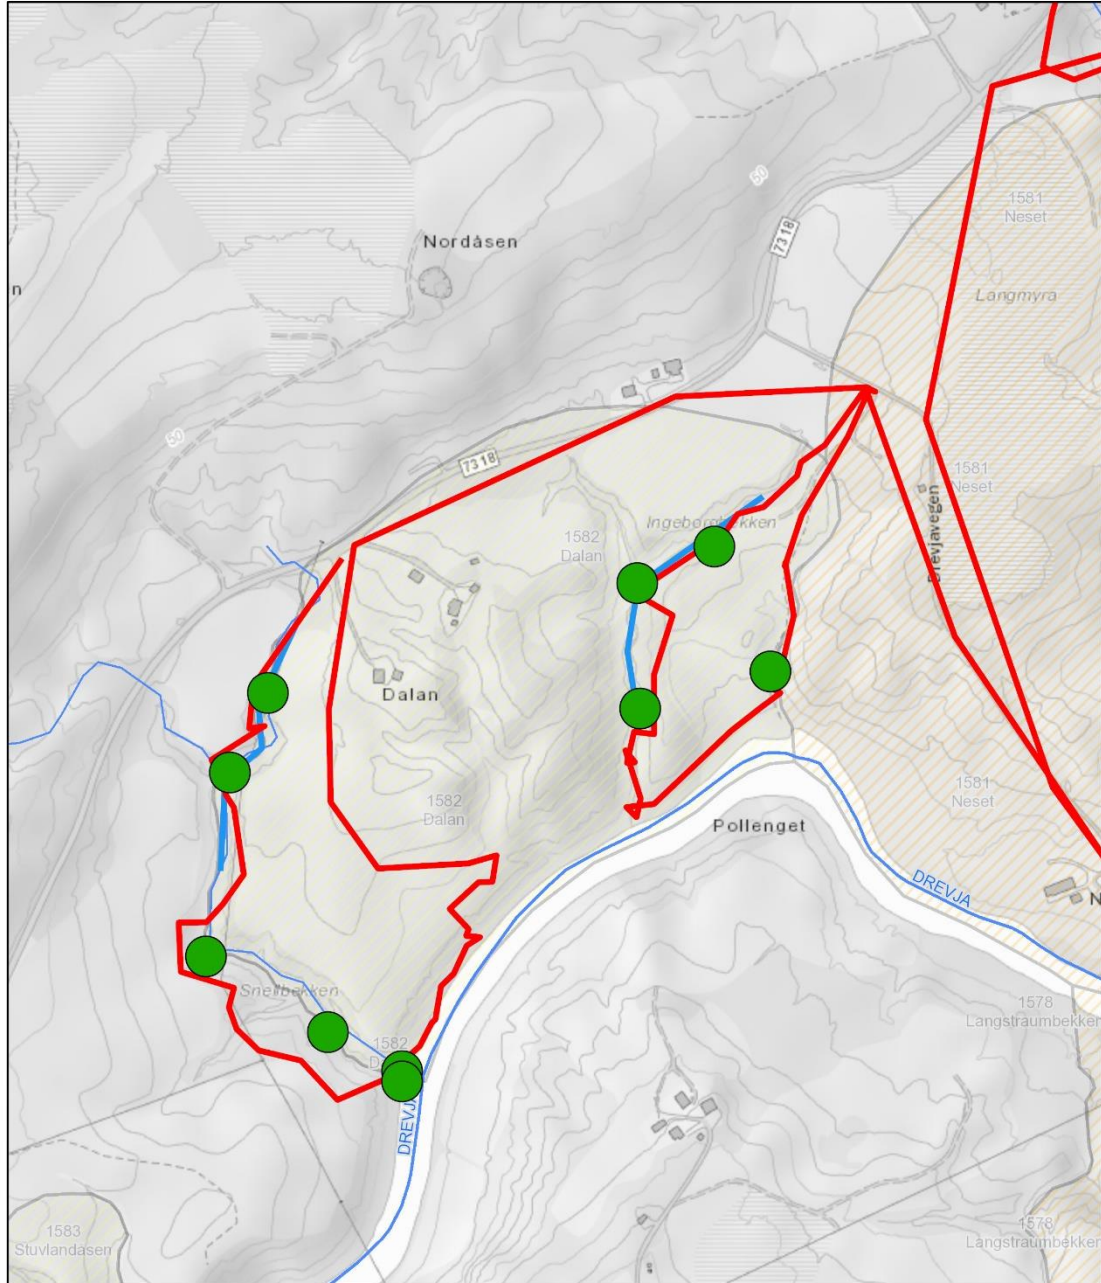 50
1581
Neset
7318
Nordåsen
n
Langmyra
50
7318
1581
Neset
Ingeborgbekken
1582
Dalan
Drevjavegen
Dalan
1581
Neset
1582
Dalan
Pollenget
DREVJA
N
Snellbekken
1578
Langstraumbekken
1582
DREVJA
1583
Stuvlandåsen
1578
Langstraumbekken